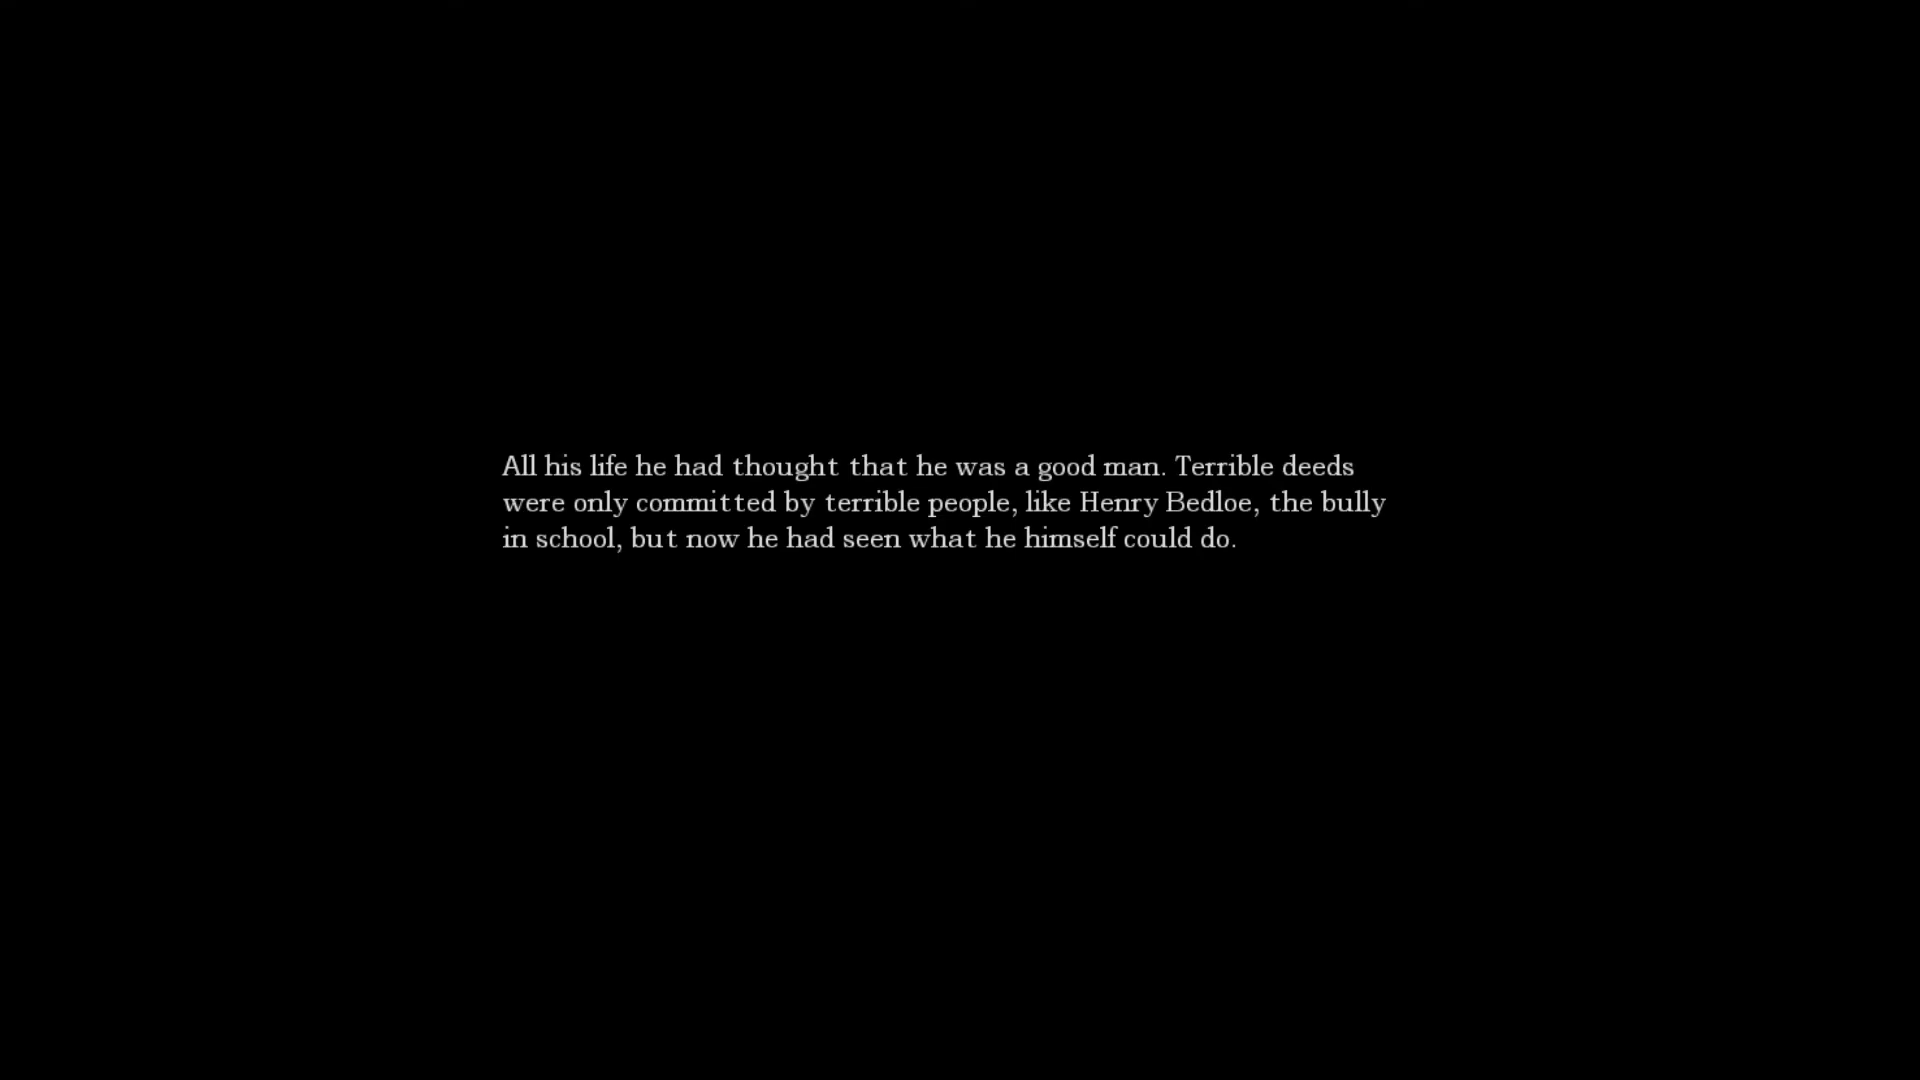 All his life he had thought that he was a good man. Terrible deeds
were only committed by terrible people, like Henry Bedloe, the bully
in school, but now he had seen what he himself could do.